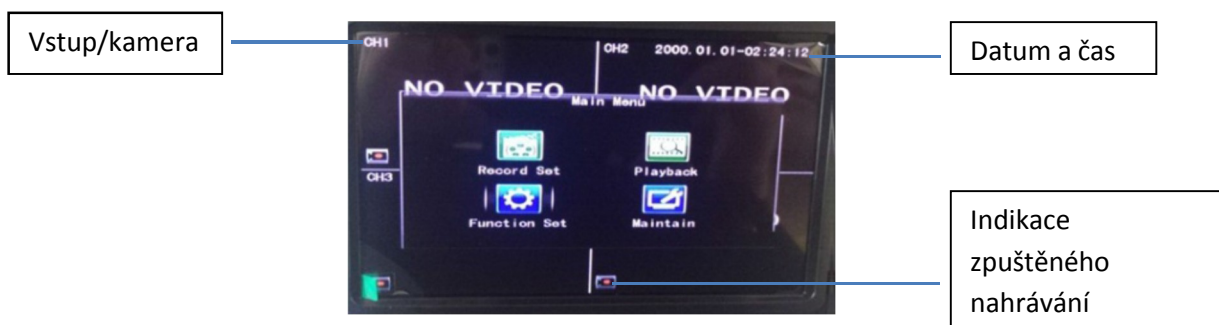 Vstup/kamera
CH1
CH2 2000.01.01-02:24:12
Datum a čas
NO VIDEO
NO VIDEO
Main Menu
Record Set
Playback
CH3
Function Set
Maintain
Indikace
zpuštěného
nahrávání